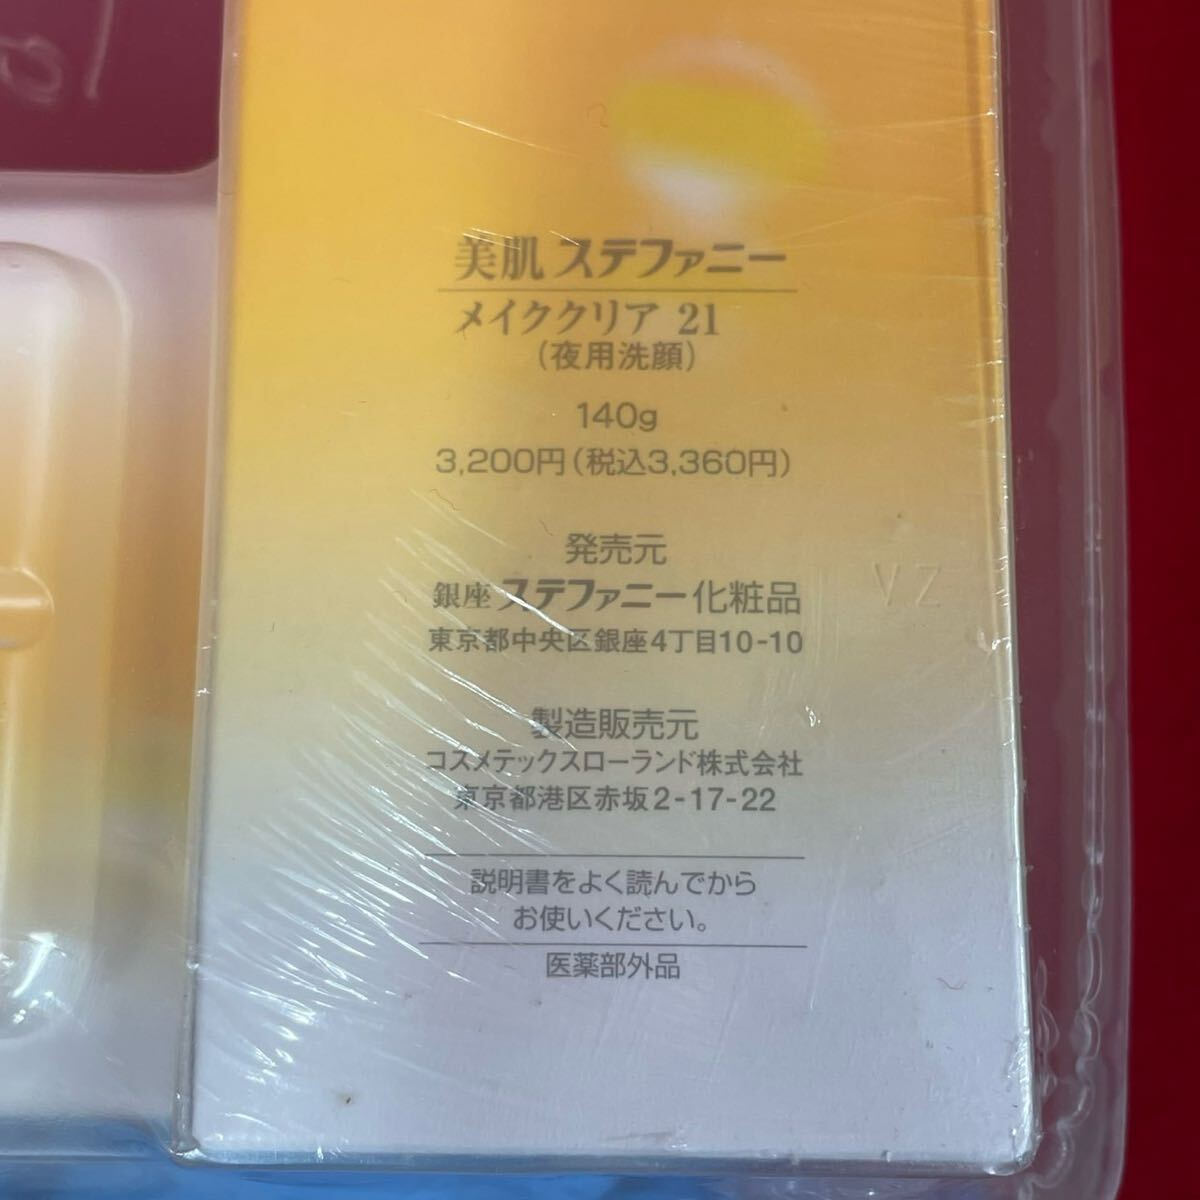 美肌 ステファニー
メイククリア 21
(夜用洗顔)
140g
3,200円(税込3,360円)
発売元
銀座 ステファニー化粧品
東京都中央区銀座4丁目10-10
VZ
製造販売元
コスメテックスローランド株式会社
東京都港区赤坂2-17-22
説明書をよく読んでから
お使いください。
医薬部外品